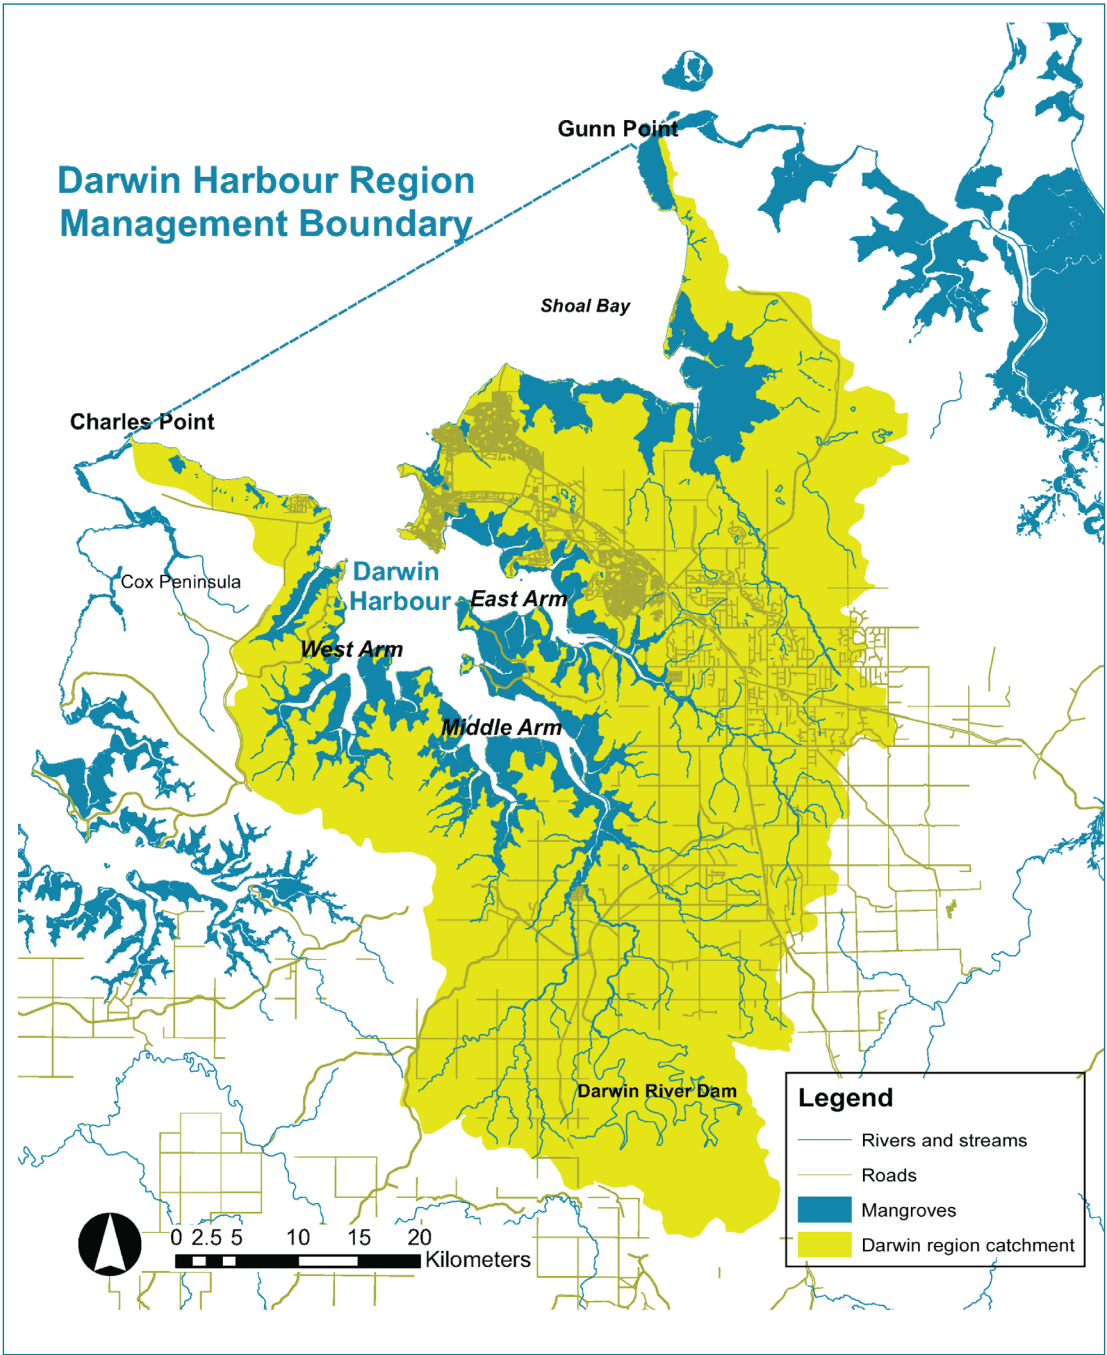 Gunn Point
Darwin Harbour Region
Management Boundary
Shoal Bay
Charles Point
Cox Peninsula
Darwin
Harbour
East Arm
West Arm
Middle Arm
Darwin River Dam
Legend
Rivers and streams
Roads
Mangroves
Darwin region catchment
0 2.5 5 10 15 20
Kilometers